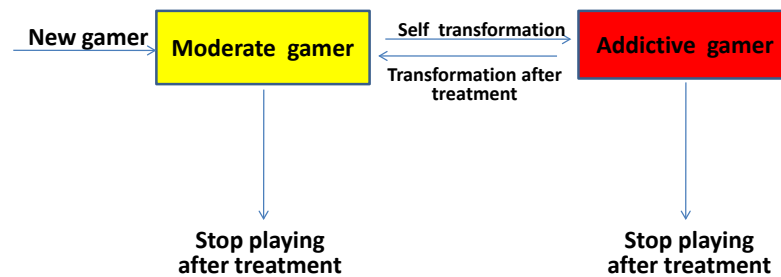 New gamer
Moderate gamer
Self transformation
Transformation after
treatment
Addictive gamer
Stop playing
after treatment
Stop playing
after treatment